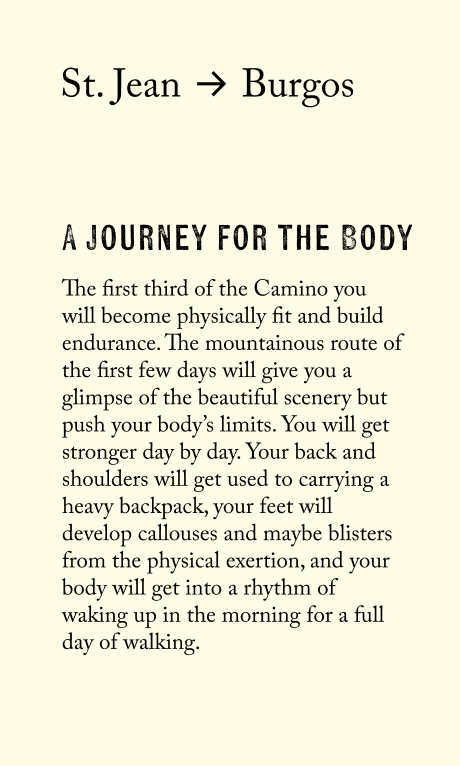 St. Jean → Burgos
A JOURNEY FOR THE BODY
The first third of the Camino you
will become physically fit and build
endurance. The mountainous route of
the first few days will give you a
glimpse of the beautiful scenery but
push your body’s limits. You will get
stronger day by day. Your back and
shoulders will get used to carrying a
heavy backpack, your feet will
develop callouses and maybe blisters
from the physical exertion, and your
body will get into a rhythm of
waking up in the morning for a full
day of walking.